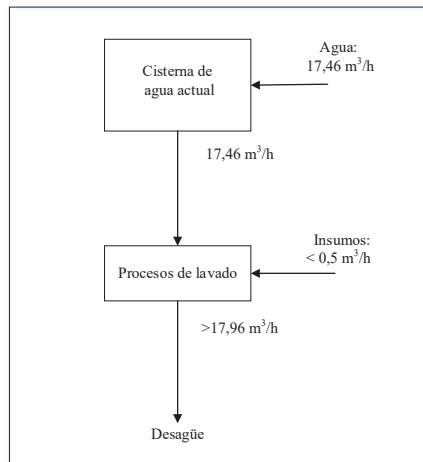 Agua:
17,46 m³/h
Cisterna de
agua actual
17,46 m³/h
Insumos:
< 0,5 m³/h
Procesos de lavado
>17,96 m³/h
Desagüe